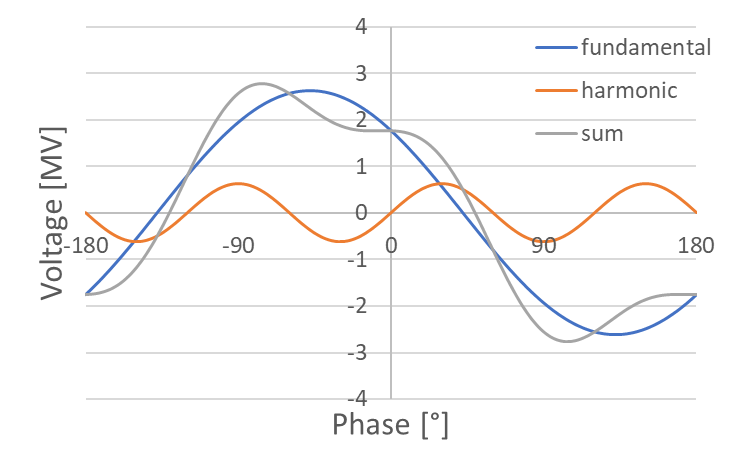 4
fundamental
3
harmonic
2
sum
1
0
-180
-90
0
90
-180
-1
-2
-3
-4
Voltage [MV]
Phase [°]